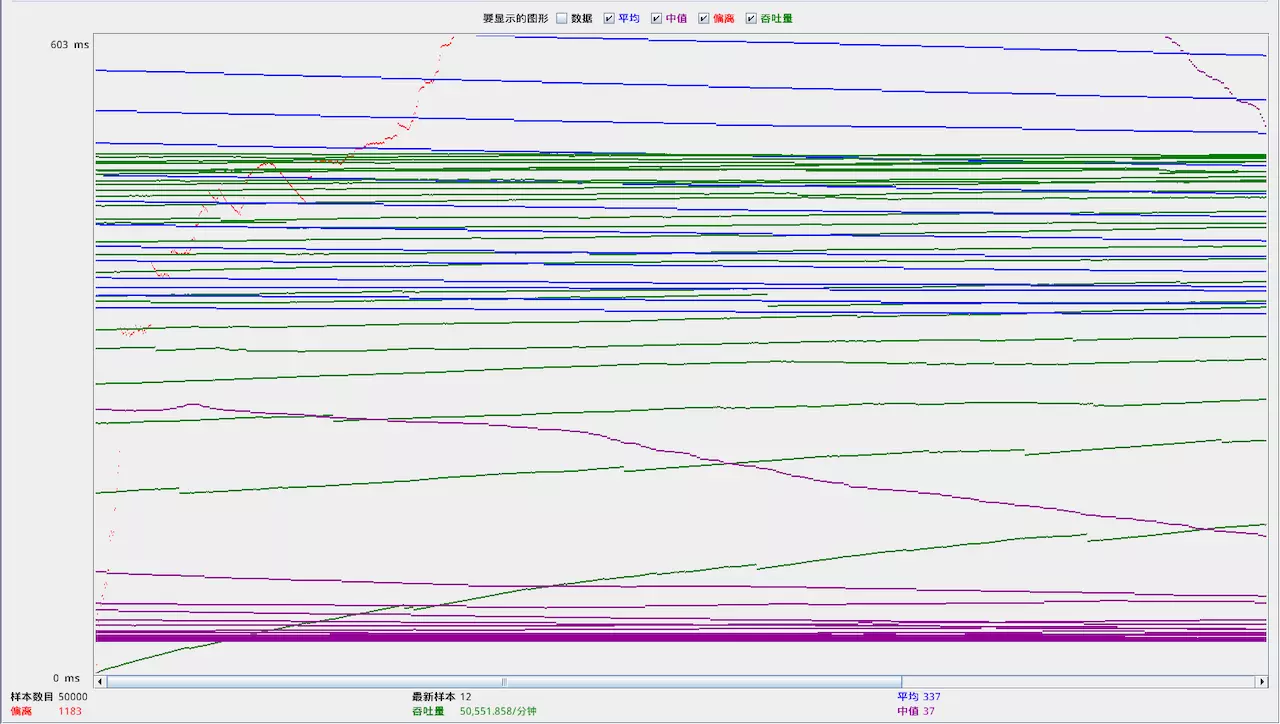 要显示的图形 数据 平均 中值 偏离 吞吐量
603 ms
0 ms
样本数目 50000 最新样本 12 平均 337
偏离 1183 吞吐量 50,551.858/分钟 中值 37